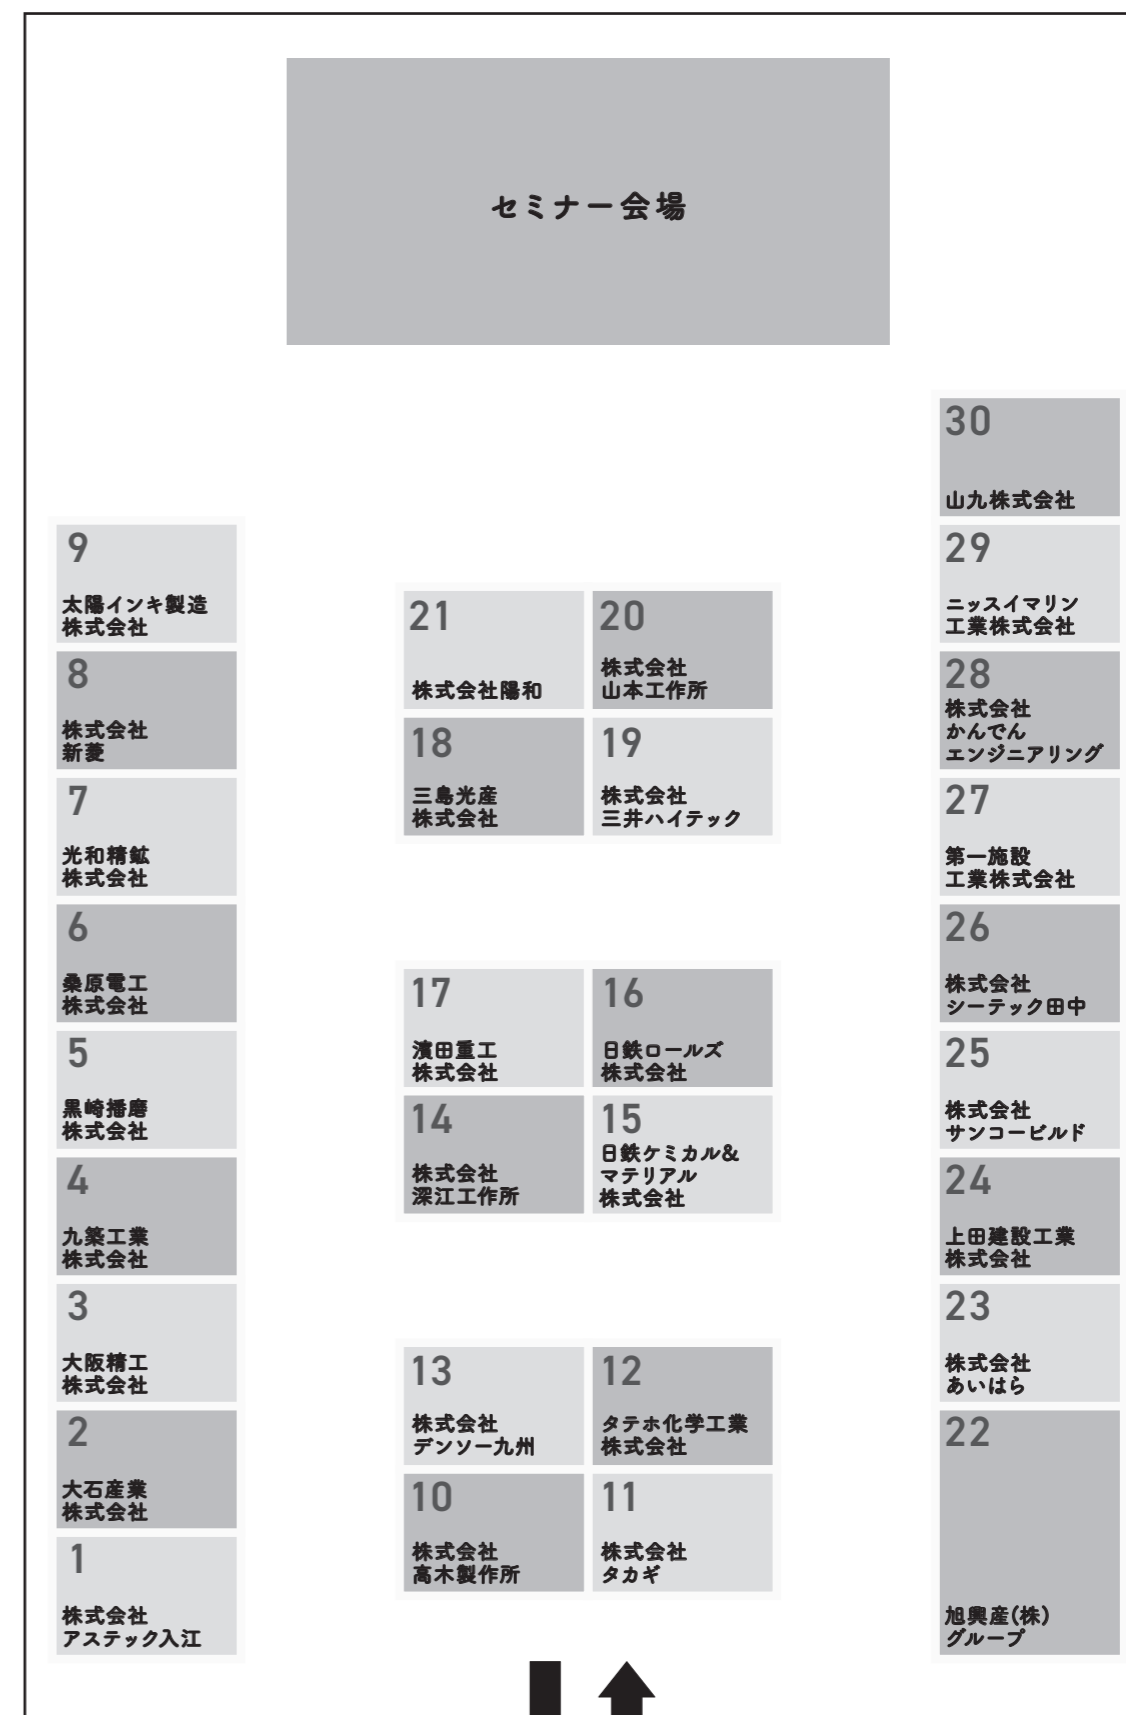 セミナー会場
30
山九株式会社
9
太陽インキ製造
株式会社
8
株式会社
新菱
7
光和精鉱
株式会社
6
桑原電工
株式会社
5
黒崎播磨
株式会社
4
九築工業
株式会社
3
大阪精工
株式会社
2
大石産業
株式会社
1
株式会社
アステック入江
21
株式会社陽和
20
株式会社
山本工作所
18
三島光産
株式会社
19
株式会社
三井ハイテック
17
濱田重工
株式会社
16
日鉄ロールズ
株式会社
14
株式会社
深江工作所
15
日鉄ケミカル&
マテリアル
株式会社
13
株式会社
デンソー九州
12
タテホ化学工業
株式会社
10
株式会社
高木製作所
11
株式会社
タカギ
29
ニッスイマリン
工業株式会社
28
株式会社
かんでん
エンジニアリング
27
第一施設
工業株式会社
26
株式会社
シーテック田中
25
株式会社
サンコービルド
24
上田建設工業
株式会社
23
株式会社
あいはら
22
旭興産(株)
グループ